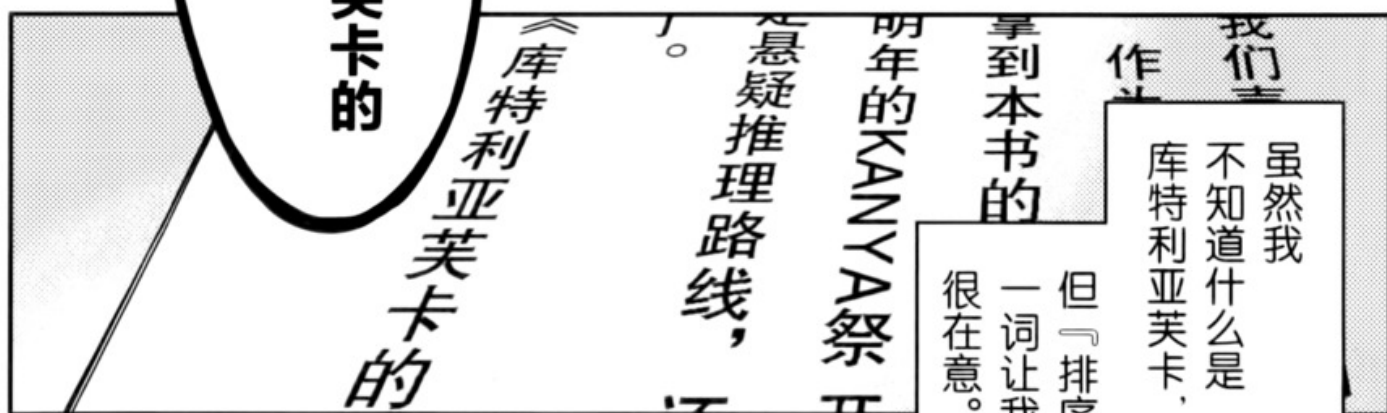 虽然我
不知道什么是
库特利亚芙卡，
但『排序
一词让我
很在意。
我们
作
拿到本书的
明年的KANYA祭 开
是悬疑推理路线，还
了。
《库特利亚芙卡的
芙卡的